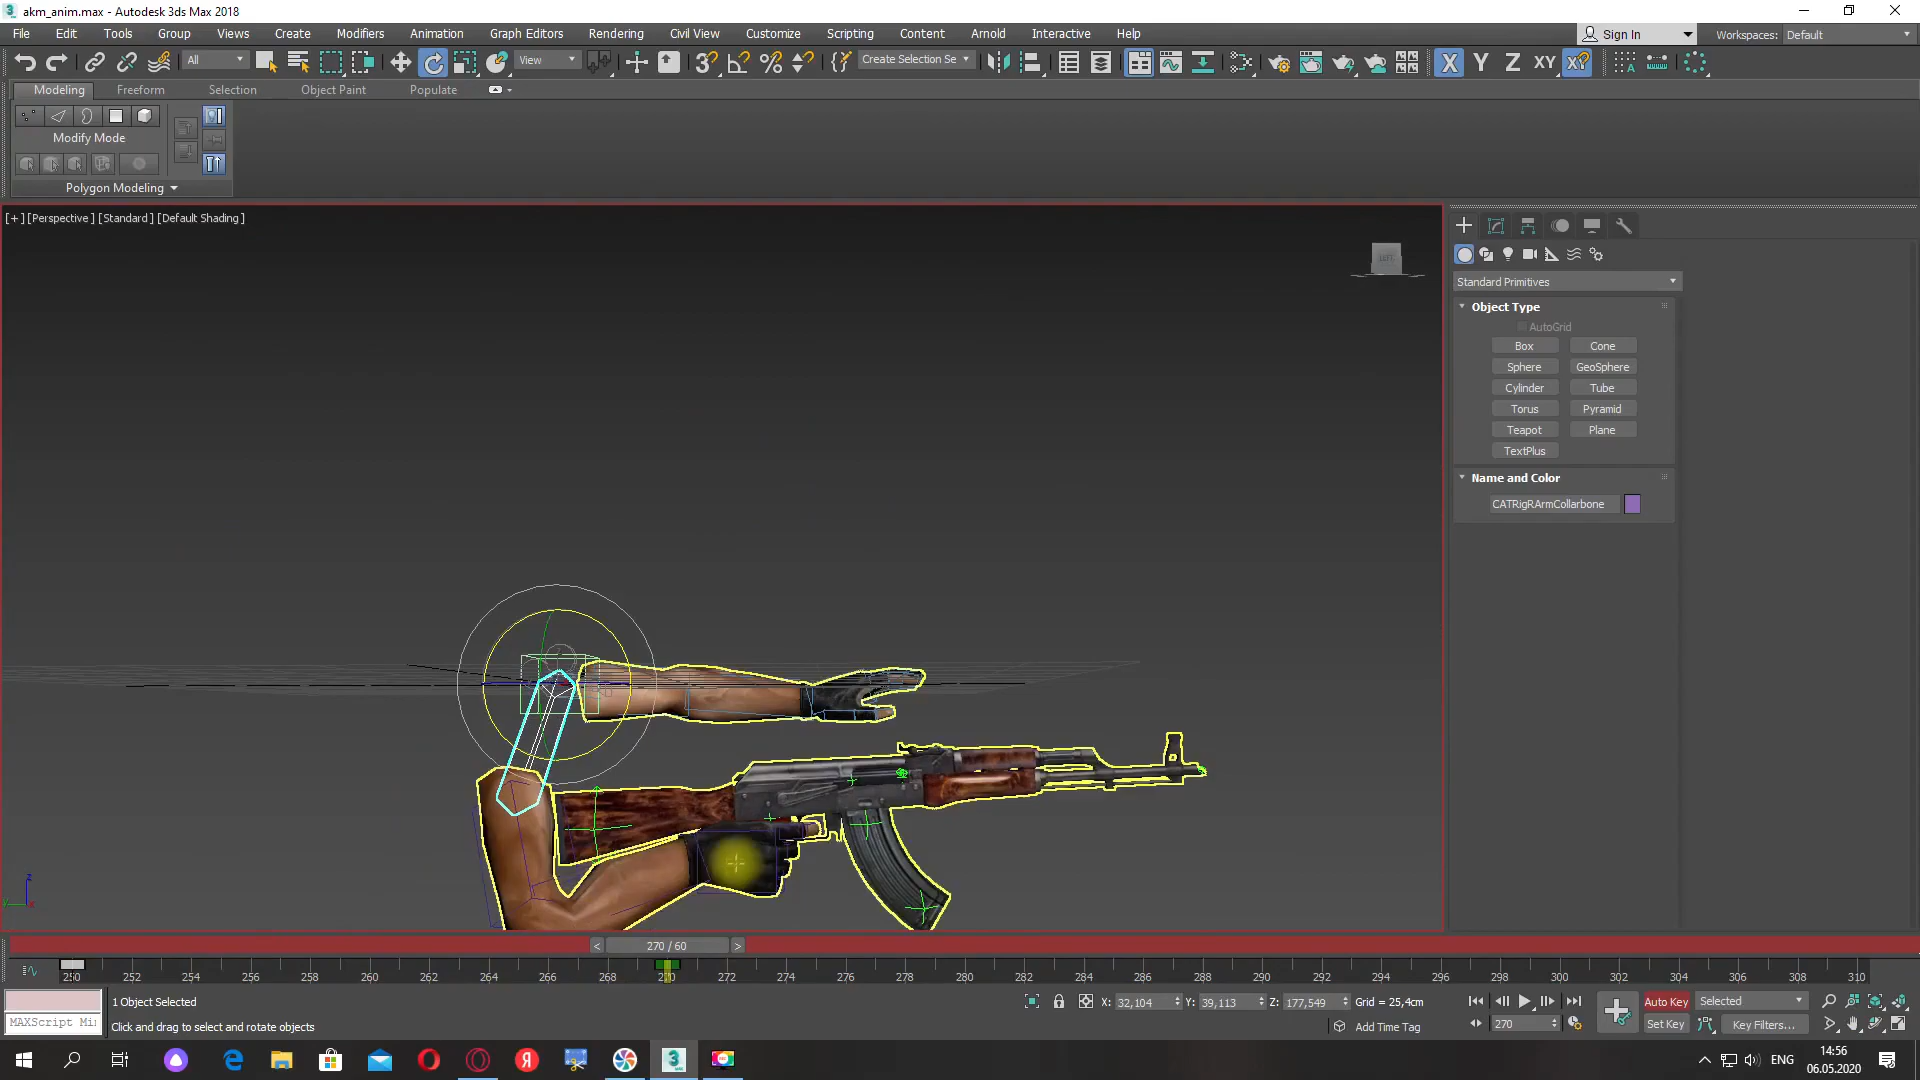 akm_anim.max - Autodesk 3ds Max 2018
File Edit Tools Group Views Create Modifiers Animation Graph Editors Rendering Civil View Customize Scripting Content Arnold Interactive Help
Sign In
Workspaces: Default
All
View
Create Selection Se
X Y Z XY
Modeling Freeform Selection Object Paint Populate
Modify Mode
Polygon Modeling
[+] [Perspective] [Standard] [Default Shading]
LEFT
Standard Primitives
Object Type
AutoGrid
Box Cone
Sphere GeoSphere
Cylinder Tube
Torus Pyramid
Teapot Plane
TextPlus
Name and Color
CATRigRArmCollarbone
z
< 270 / 60 >
250 252 254 256 258 260 262 264 266 268 270 272 274 276 278 280 282 284 286 288 290 292 294 296 298 300 302 304 306 308 310
1 Object Selected
X: 32,104 Y: 39,113 Z: 177,549 Grid = 25,4cm
Auto Key Selected
MAXScript Mi
Click and drag to select and rotate objects
Add Time Tag
270
Set Key Key Filters...
ENG
14:56
06.05.2020